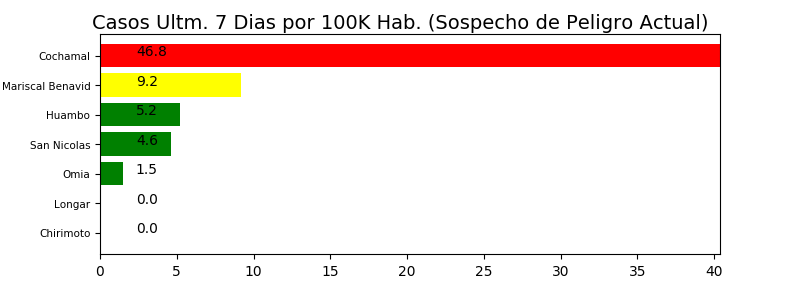 Casos Ultm. 7 Dias por 100K Hab. (Sospecho de Peligro Actual)
Cochamal 46.8
Mariscal Benavid 9.2
Huambo 5.2
San Nicolas 4.6
Omia 1.5
Longar 0.0
Chirimoto 0.0
0 5 10 15 20 25 30 35 40